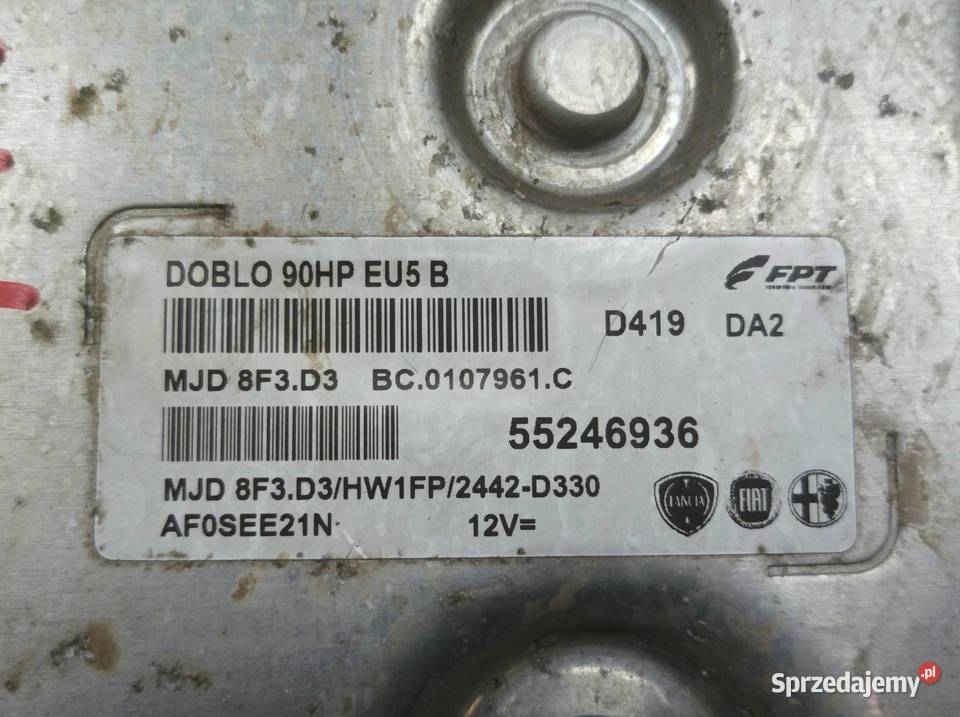 DOBLO 90HP EU5 B
FPT
D419 DA2
MJD 8F3.D3 BC.0107961.C
55246936
MJD 8F3.D3/HW1FP/2442-D330
LANCIA FIAT
AF0SEE21N 12V=
Sprzedajemy.pl